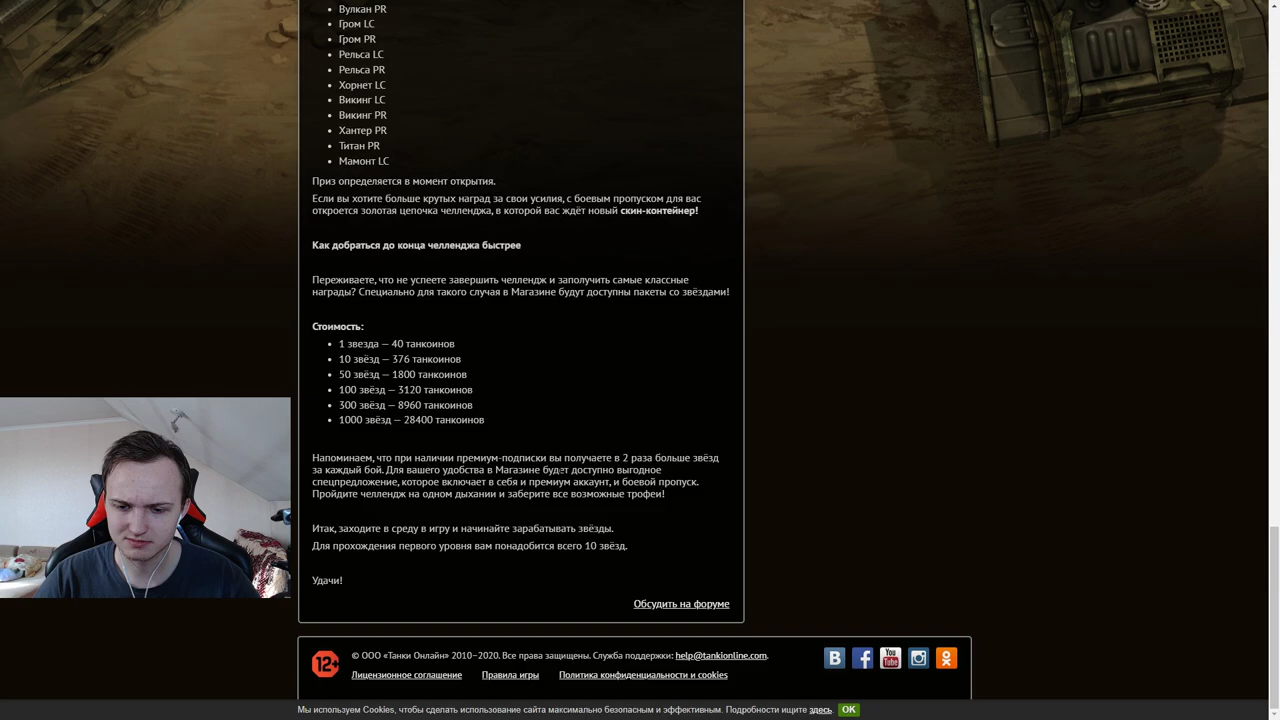 Вулкан PR
Гром LC
Гром PR
Рельса LC
Рельса PR
Хорнет LC
Викинг LC
Викинг PR
Хантер PR
Титан PR
Мамонт LC
Приз определяется в момент открытия.
Если вы хотите больше крутых наград за свои усилия, с боевым пропуском для вас
откроется золотая цепочка челленджа, в которой вас ждёт новый скин-контейнер!
Как добраться до конца челленджа быстрее
Переживаете, что не успеете завершить челлендж и заполучить самые классные
награды? Специально для такого случая в Магазине будут доступны пакеты со звёздами!
Стоимость:
1 звезда — 40 танкоинов
10 звёзд — 376 танкоинов
50 звёзд — 1800 танкоинов
100 звёзд — 3120 танкоинов
300 звёзд — 8960 танкоинов
1000 звёзд — 28400 танкоинов
Напоминаем, что при наличии премиум-подписки вы получаете в 2 раза больше звёзд
за каждый бой. Для вашего удобства в Магазине будет доступно выгодное
спецпредложение, которое включает в себя и премиум аккаунт, и боевой пропуск.
Пройдите челлендж на одном дыхании и заберите все возможные трофеи!
Итак, заходите в среду в игру и начинайте зарабатывать звёзды.
Для прохождения первого уровня вам понадобится всего 10 звёзд.
Удачи!
Обсудить на форуме
12+
© ООО «Танки Онлайн» 2010–2020. Все права защищены. Служба поддержки: help@tankionline.com.
Лицензионное соглашение Правила игры Политика конфиденциальности и cookies
You Tube
Мы используем Cookies, чтобы сделать использование сайта максимально безопасным и эффективным. Подробности ищите здесь. OK